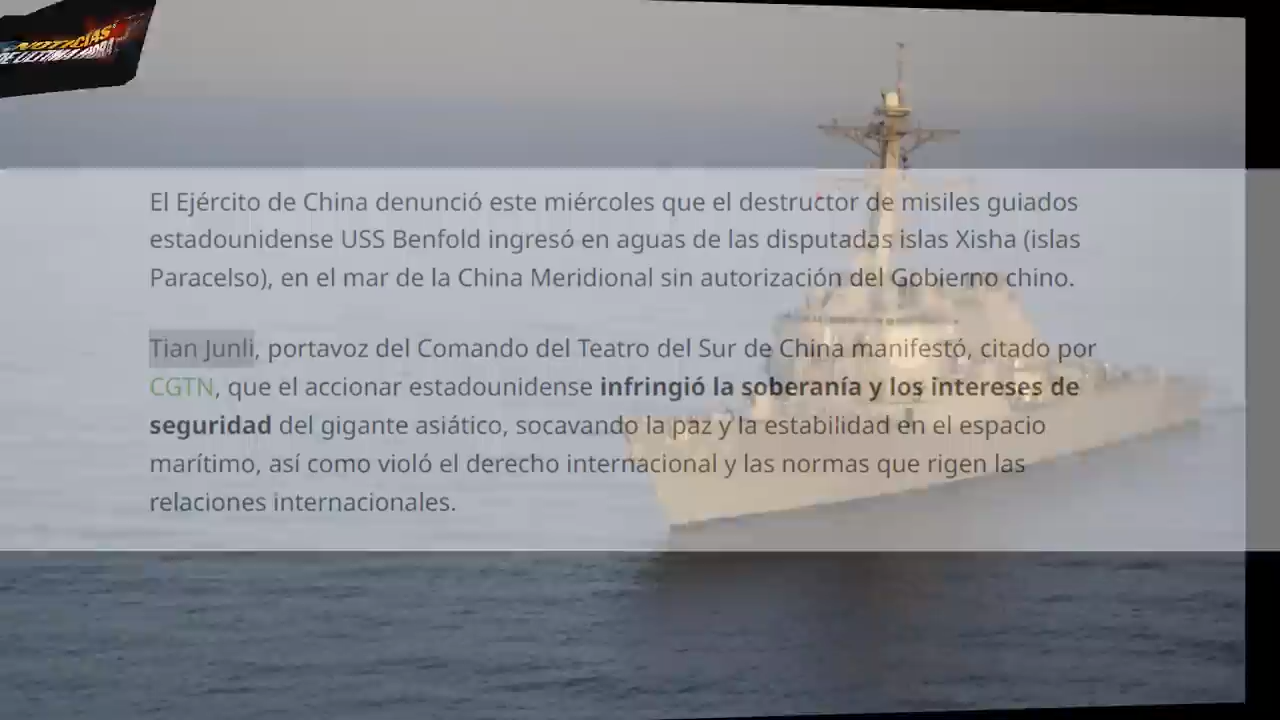 NOTICIAS
DE ULTIMA HORA
El Ejército de China denunció este miércoles que el destructor de misiles guiados
estadounidense USS Benfold ingresó en aguas de las disputadas islas Xisha (islas
Paracelso), en el mar de la China Meridional sin autorización del Gobierno chino.
Tian Junli, portavoz del Comando del Teatro del Sur de China manifestó, citado por
CGTN, que el accionar estadounidense infringió la soberanía y los intereses de
seguridad del gigante asiático, socavando la paz y la estabilidad en el espacio
marítimo, así como violó el derecho internacional y las normas que rigen las
relaciones internacionales.